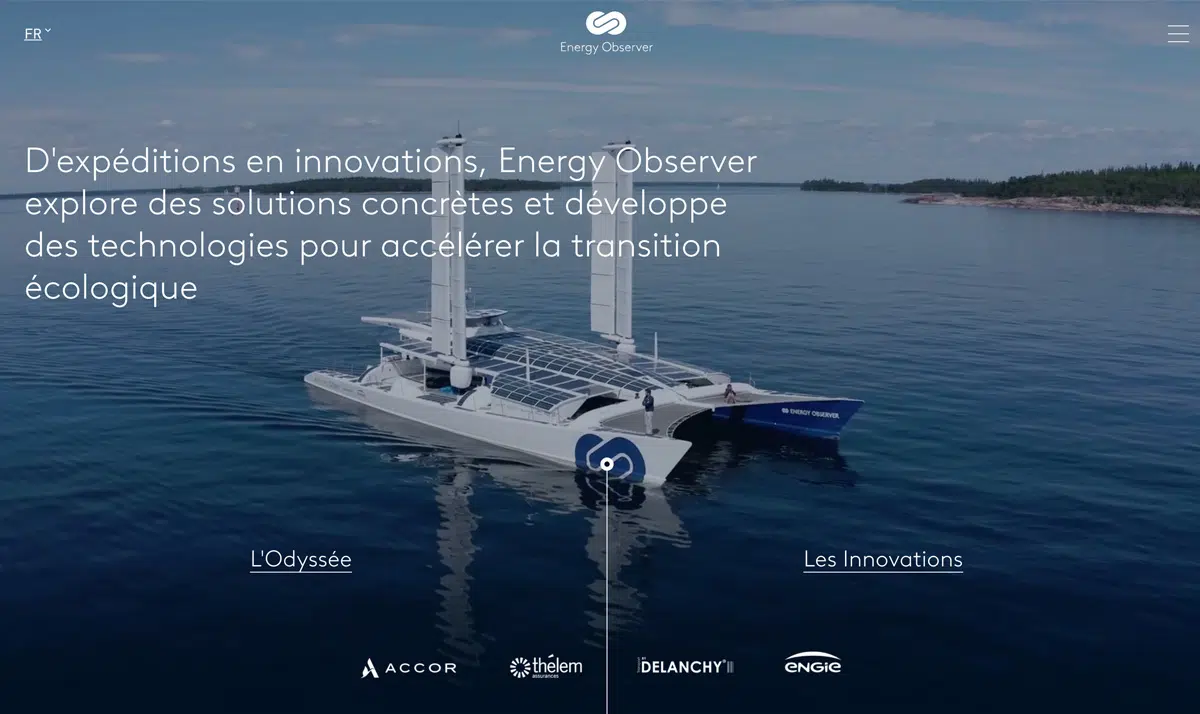 FR
Energy Observer
D'expéditions en innovations, Energy Observer
explore des solutions concrètes et développe
des technologies pour accélérer la transition
écologique
ENERGY OBSERVER
L'Odyssée
Les Innovations
ACCOR
thélem
assurances
DELANCHY
ENGIE